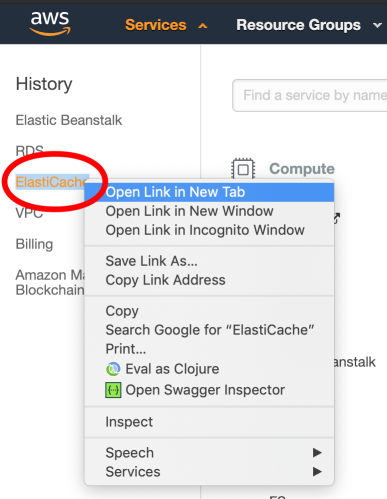 aws
Services
Resource Groups
History
Find a service by name
Elastic Beanstalk
RDS
ElastiCache
Compute
VPC
Billing
Amazon Ma
Blockchain
Open Link in New Tab
Open Link in New Window
Open Link in Incognito Window
Save Link As...
Copy Link Address
Copy
Search Google for “ElastiCache”
Print...
Eval as Clojure
Open Swagger Inspector
Inspect
Speech
Services
anstalk